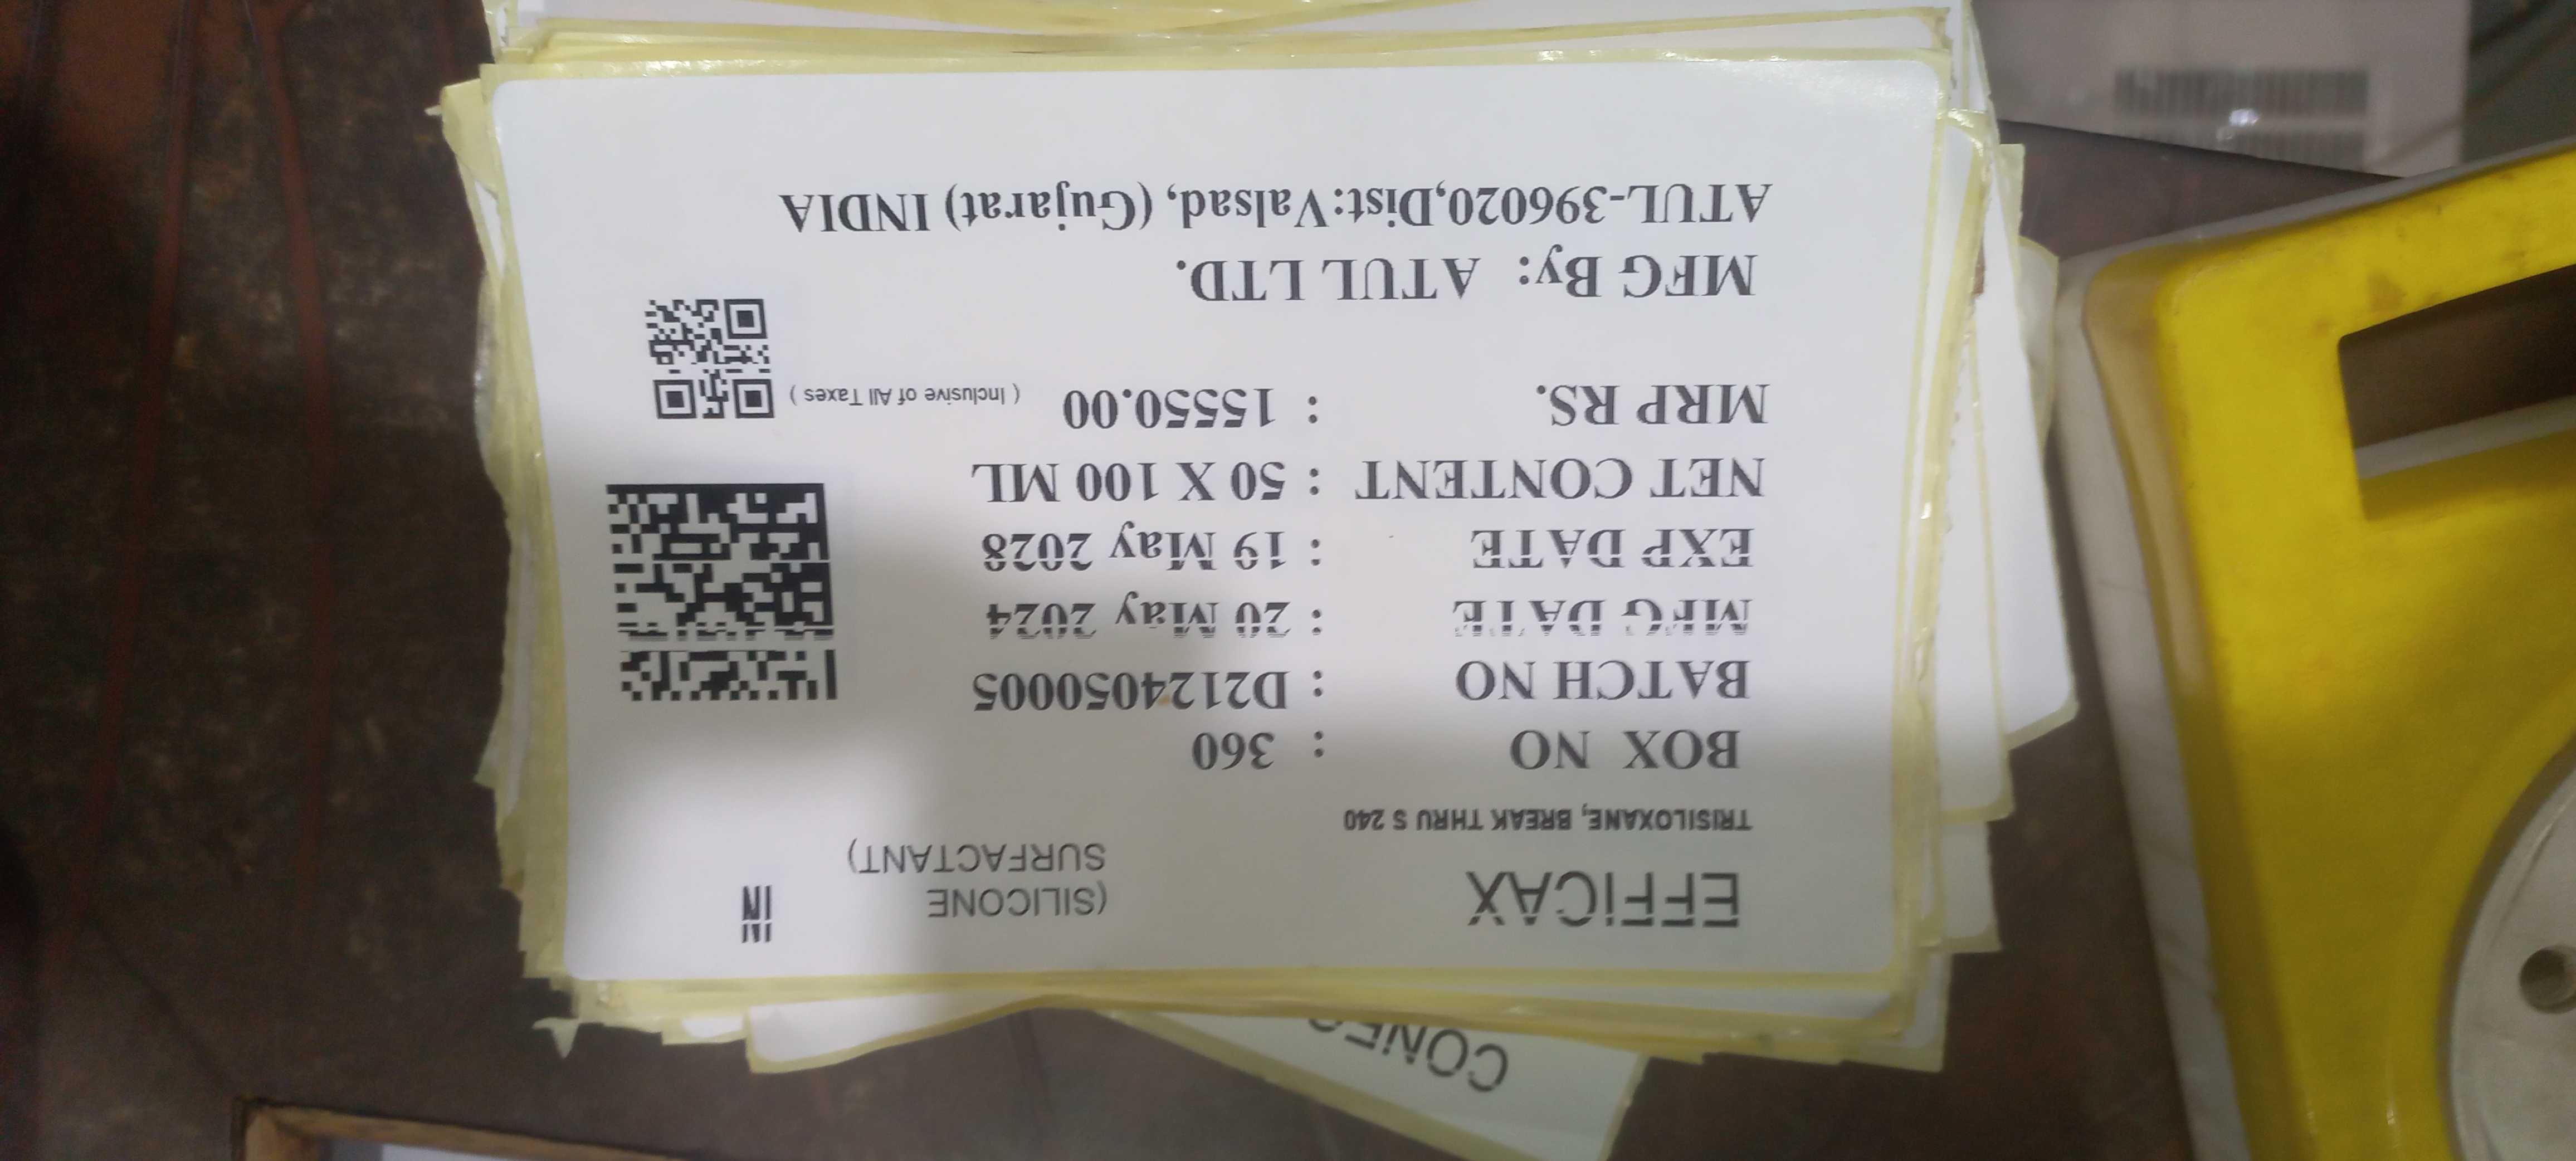 EFFICAX
(SILICONE
SURFACTANT)
IN
TRISILOXANE, BREAK THRU S 240
BOX NO : 360
BATCH NO : D2124050005
MFG DATE : 20 May 2024
EXP DATE : 19 May 2028
NET CONTENT : 50 X 100 ML
MRP RS. : 15550.00 ( Inclusive of All Taxes )
MFG By: ATUL LTD.
ATUL-396020,Dist:Valsad, (Gujarat) INDIA